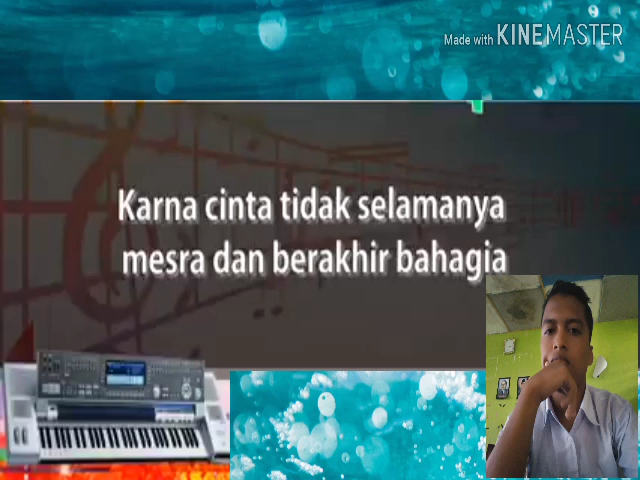 Made with KINEMASTER
Karna cinta tidak selamanya
mesra dan berakhir bahagia